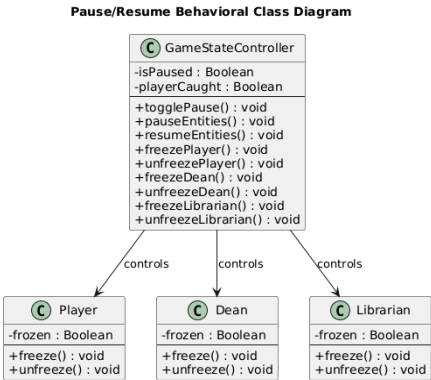 Pause/Resume Behavioral Class Diagram
C GameStateController
-isPaused : Boolean
-playerCaught : Boolean
+togglePause() : void
+pauseEntities() : void
+resumeEntities() : void
+freezePlayer() : void
+unfreezePlayer() : void
+freezeDean() : void
+unfreezeDean() : void
+freezeLibrarian() : void
+unfreezeLibrarian() : void
controls
controls
controls
C Player
-frozen : Boolean
+freeze() : void
+unfreeze() : void
C Dean
-frozen : Boolean
+freeze() : void
+unfreeze() : void
C Librarian
-frozen : Boolean
+freeze() : void
+unfreeze() : void